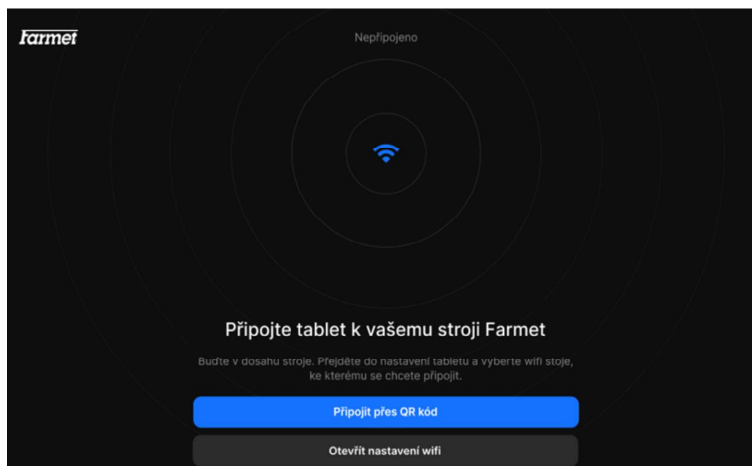 Farmet
Nepřipojeno
Připojte tablet k vašemu stroji Farmet
Buďte v dosahu stroje. Přejděte do nastavení tabletu a vyberte wifi stoje,
ke kterému se chcete připojit.
Připojit přes QR kód
Otevřít nastavení wifi